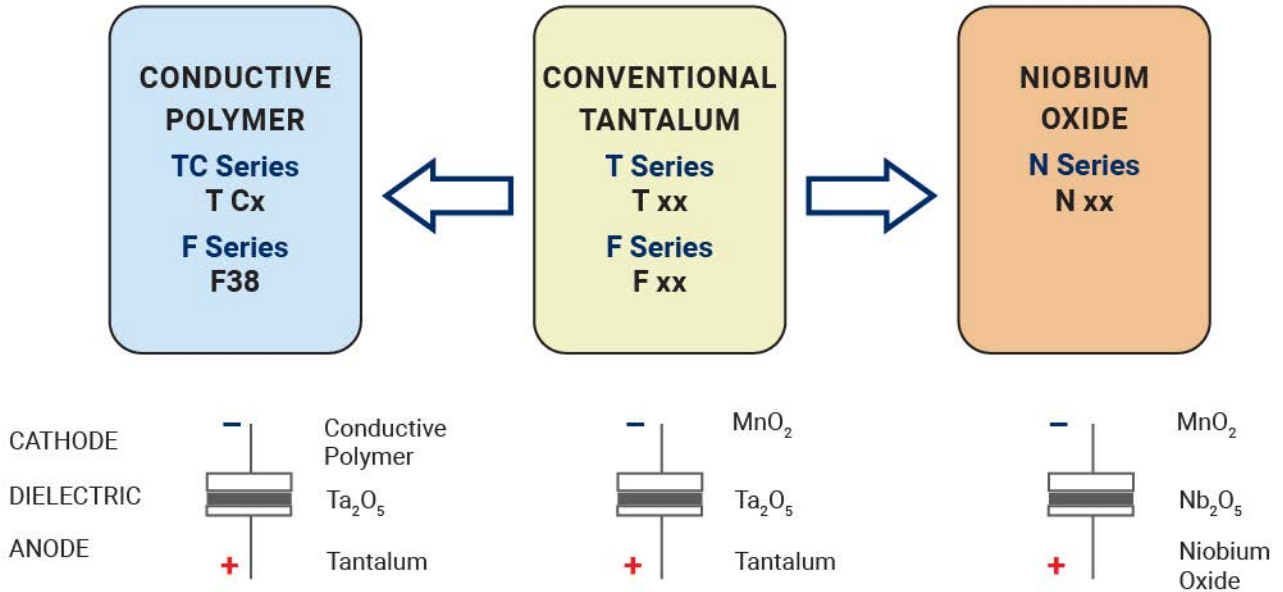 CONDUCTIVE
POLYMER
TC Series
T Cx
F Series
F38
CONVENTIONAL
TANTALUM
T Series
T xx
F Series
F xx
NIOBIUM
OXIDE
N Series
N xx
CATHODE
DIELECTRIC
ANODE
−
Conductive
Polymer
Ta₂O₅
+
Tantalum
−
MnO₂
Ta₂O₅
+
Tantalum
−
MnO₂
Nb₂O₅
+
Niobium
Oxide